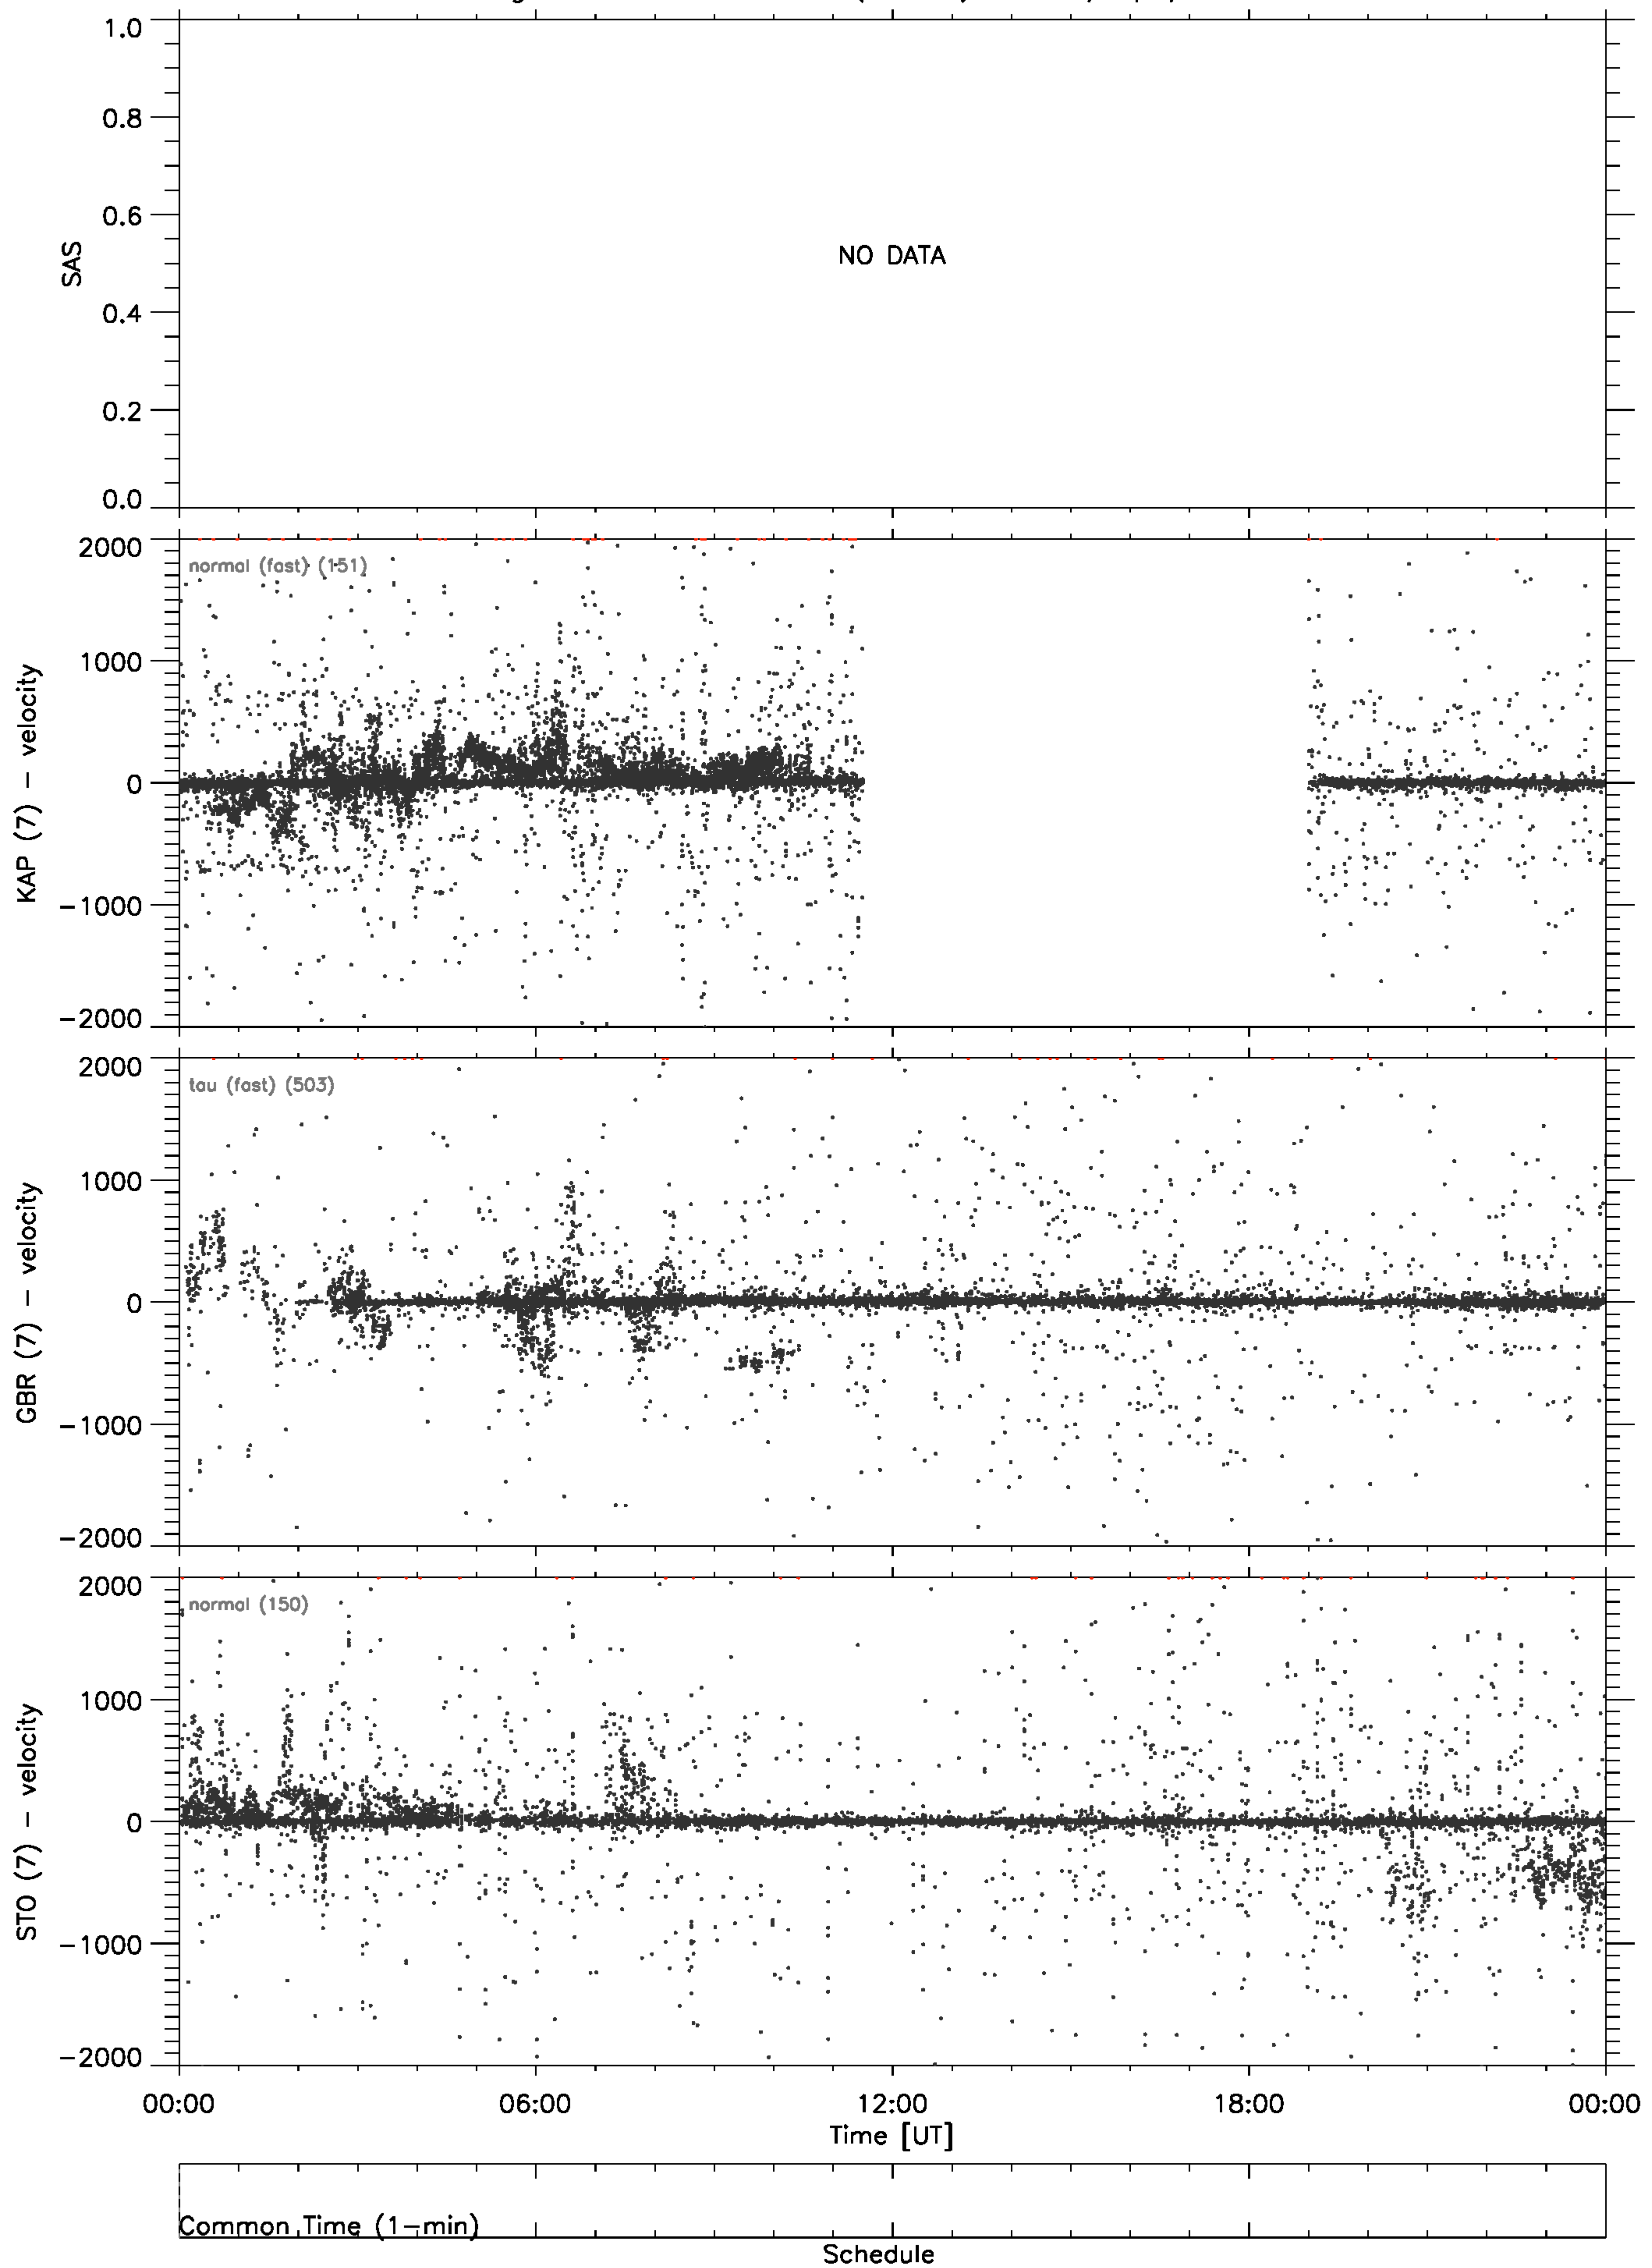 1.0
0.8
0.6
0.4
0.2
0.0
SAS
NO DATA
2000
1000
0
−1000
−2000
KAP (7) − velocity
normal (fast) (151)
2000
1000
0
−1000
−2000
GBR (7) − velocity
tau (fast) (503)
2000
1000
0
−1000
−2000
STO (7) − velocity
normal (150)
00:00 06:00 12:00 18:00 00:00
Time [UT]
Common Time (1−min)
Schedule